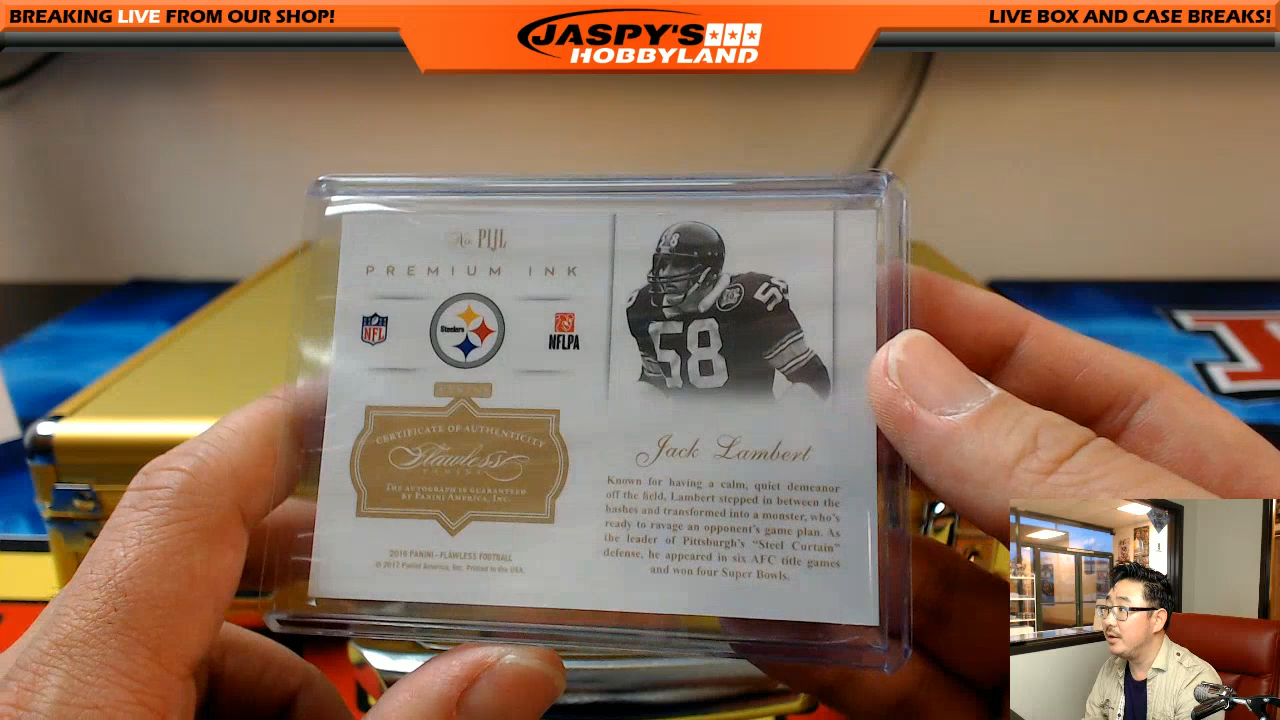 BREAKING LIVE FROM OUR SHOP!
JASPY'S
HOBBYLAND
LIVE BOX AND CASE BREAKS!
No. PIJL
PREMIUM INK
NFL
Steelers
NFLPA
58
58
58
PANINI
CERTIFICATE OF AUTHENTICITY
Flawless
THE AUTOGRAPH IS GUARANTEED
BY PANINI AMERICA, INC.
2016 PANINI - FLAWLESS FOOTBALL
© 2017 Panini America, Inc. Printed in the USA.
Jack Lambert
Known for having a calm, quiet demeanor
off the field, Lambert stepped in between the
hashes and transformed into a monster, who's
ready to ravage an opponent's game plan. As
the leader of Pittsburgh's "Steel Curtain"
defense, he appeared in six AFC title games
and won four Super Bowls.